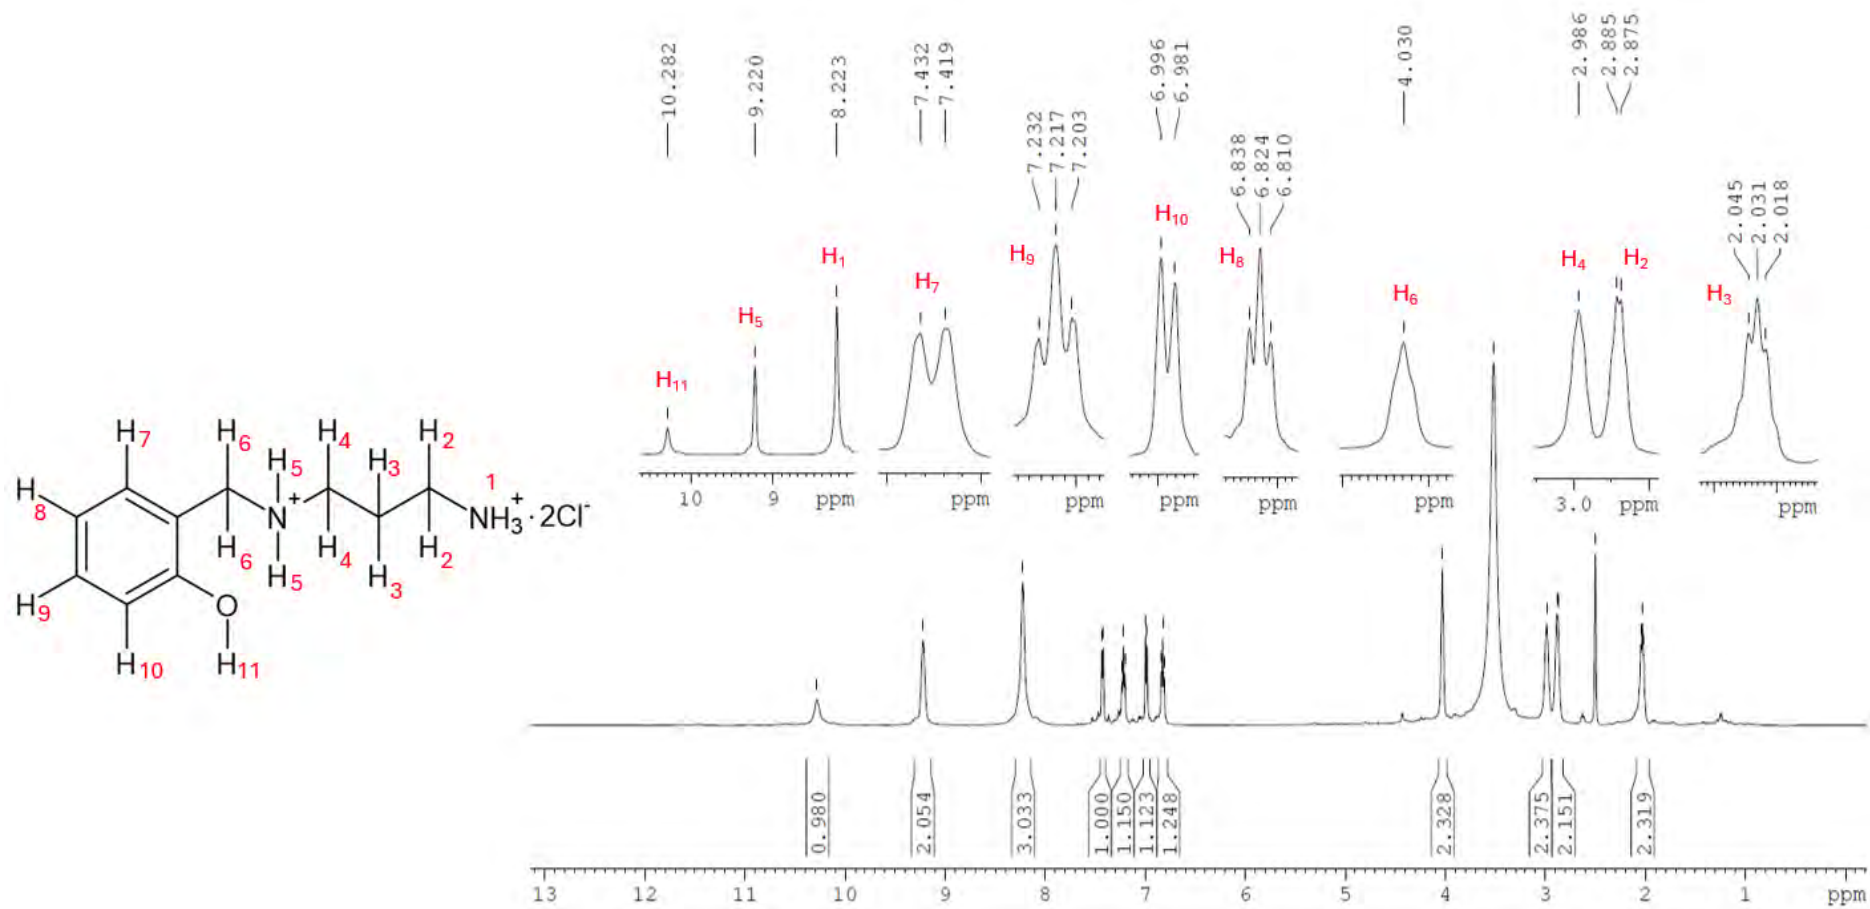 10.282
9.220
8.223
7.432
7.419
7.232
7.217
7.203
6.996
6.981
6.838
6.824
6.810
4.030
2.986
2.885
2.875
2.045
2.031
2.018
H11
H5
H1
H7
H9
H10
H8
H6
H4
H2
H3
10 9 ppm
ppm
ppm
ppm
ppm
ppm
3.0 ppm
ppm
H7 H6 H4 H2
H5 H3 1
H8 N+ NH3+ · 2Cl-
H6 H4 H2
H5 H3
H9 O
H10 H11
0.980
2.054
3.033
1.000
1.150
1.123
1.248
2.328
2.375
2.151
2.319
13 12 11 10 9 8 7 6 5 4 3 2 1 ppm